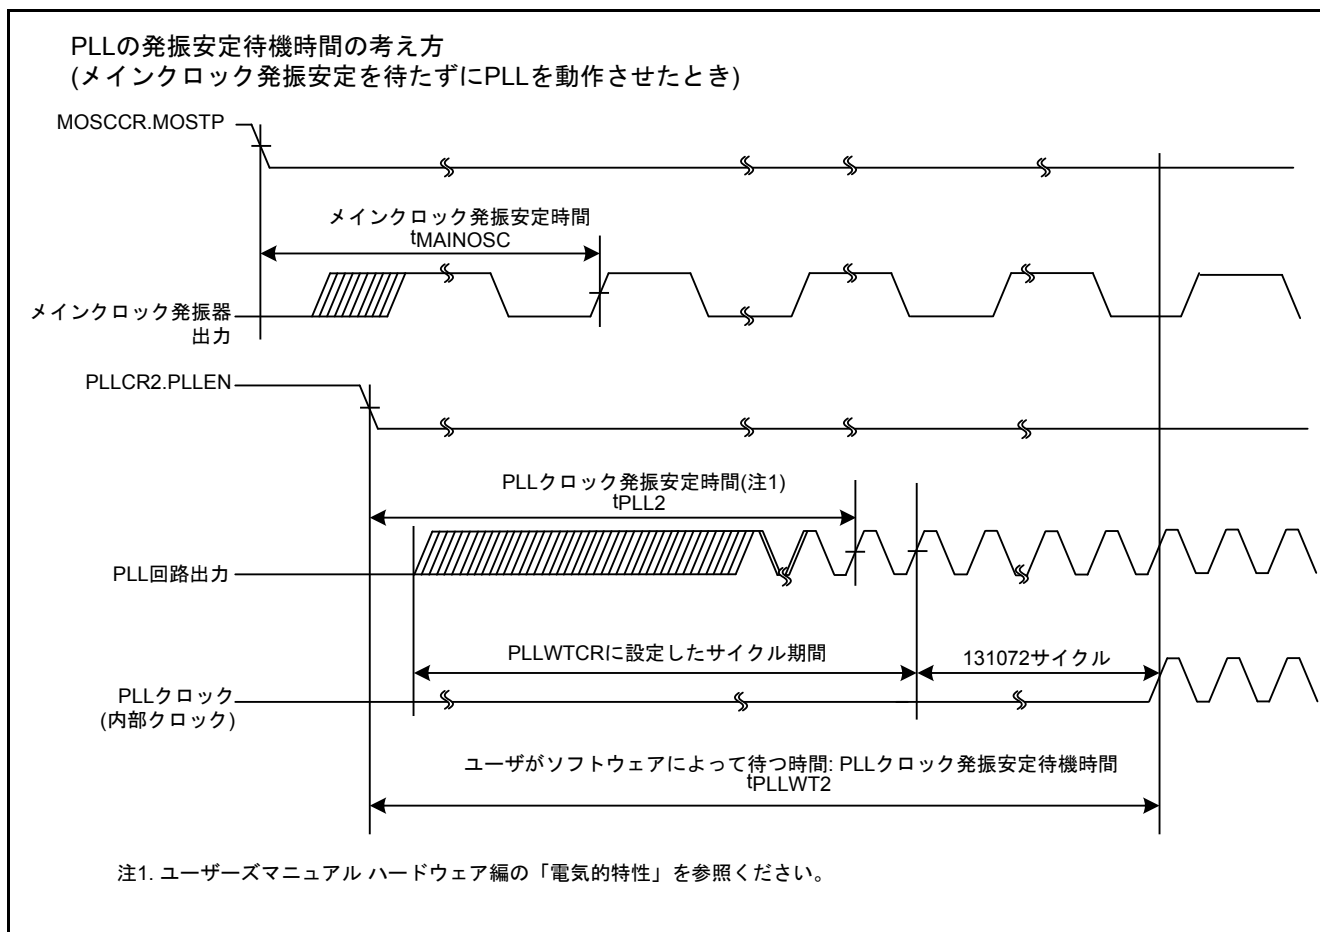 PLLの発振安定待機時間の考え方
(メインクロック発振安定を待たずにPLLを動作させたとき)
MOSCCR.MOSTP
メインクロック発振安定時間
tMAINOSC
メインクロック発振器
出力
PLLCR2.PLLEN
PLLクロック発振安定時間(注1)
tPLL2
PLL回路出力
PLLWTCRに設定したサイクル期間
131072サイクル
PLLクロック
(内部クロック)
ユーザがソフトウェアによって待つ時間: PLLクロック発振安定待機時間
tPLLWT2
注1. ユーザーズマニュアル ハードウェア編の「電気的特性」を参照ください。